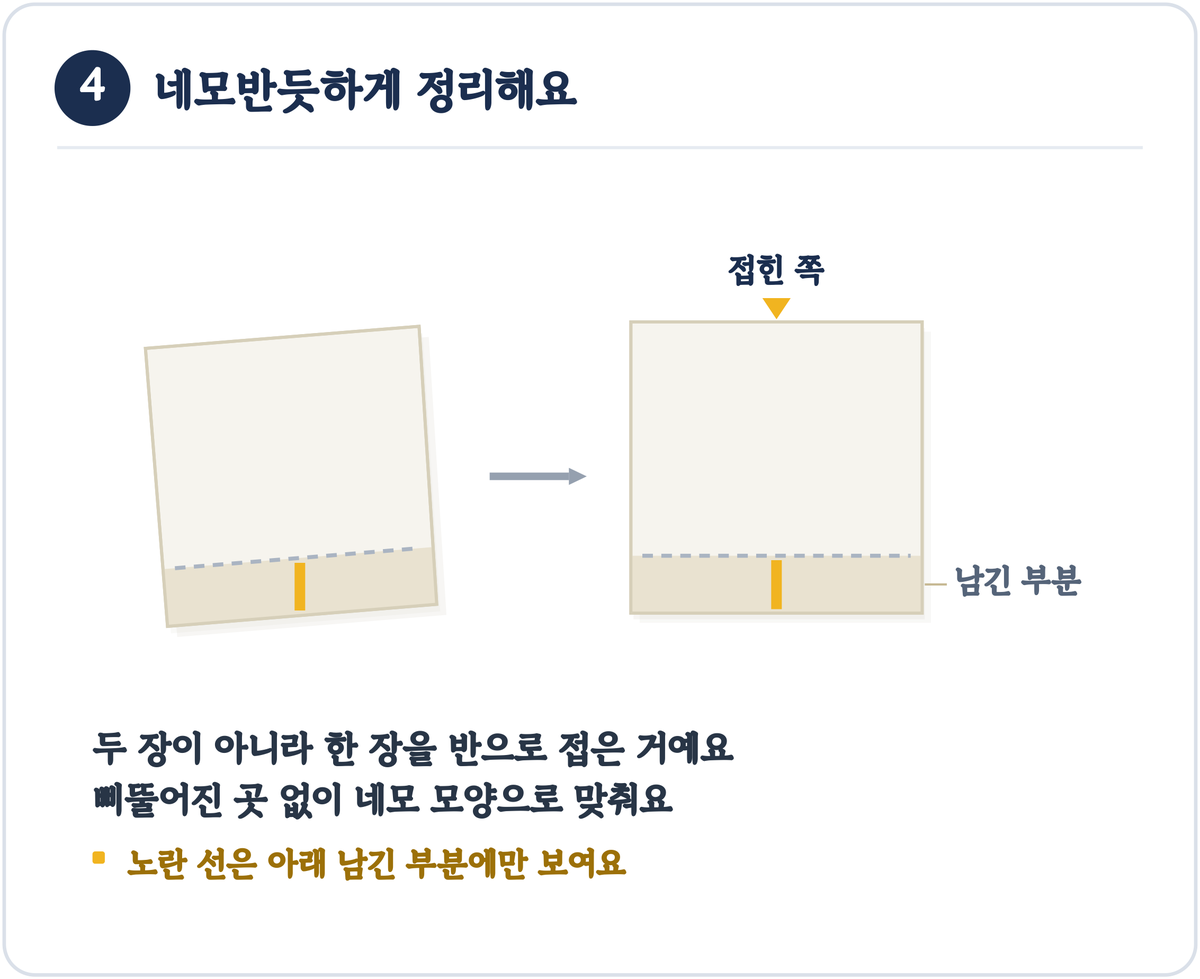 4 네모반듯하게 정리해요
접힌 쪽
남긴 부분
두 장이 아니라 한 장을 반으로 접은 거예요
삐뚤어진 곳 없이 네모 모양으로 맞춰요
노란 선은 아래 남긴 부분에만 보여요